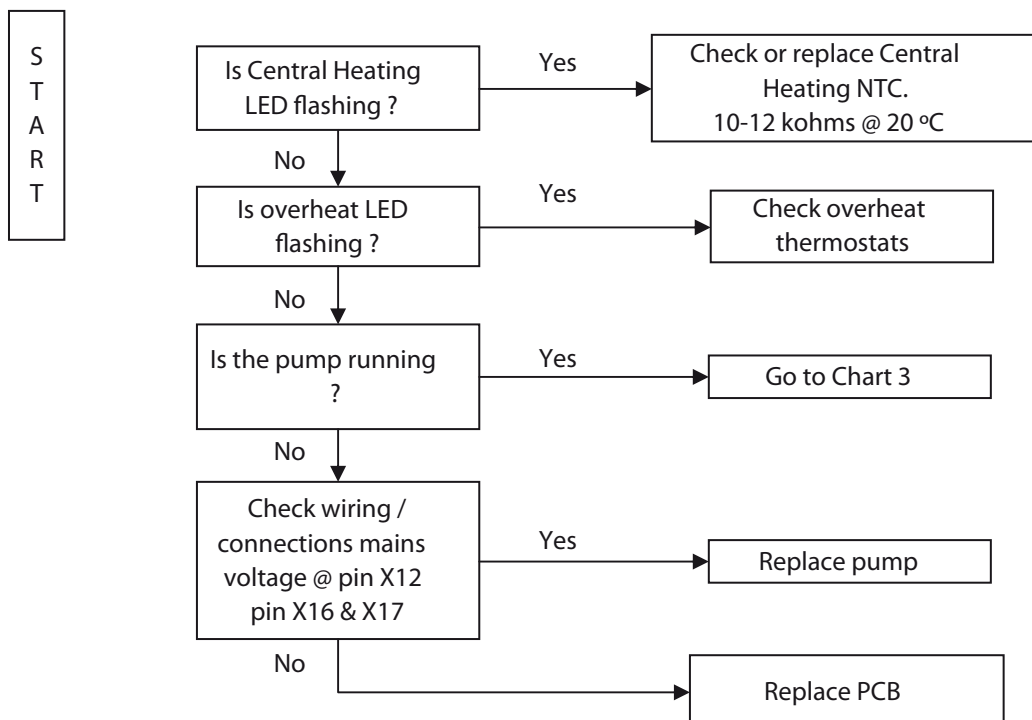 START
Is Central Heating
LED flashing ?
Yes
Check or replace Central
Heating NTC.
10-12 kohms @ 20 ºC
No
Is overheat LED
flashing ?
Yes
Check overheat
thermostats
No
Is the pump running
?
Yes
Go to Chart 3
No
Check wiring /
connections mains
voltage @ pin X12
pin X16 & X17
Yes
Replace pump
No
Replace PCB